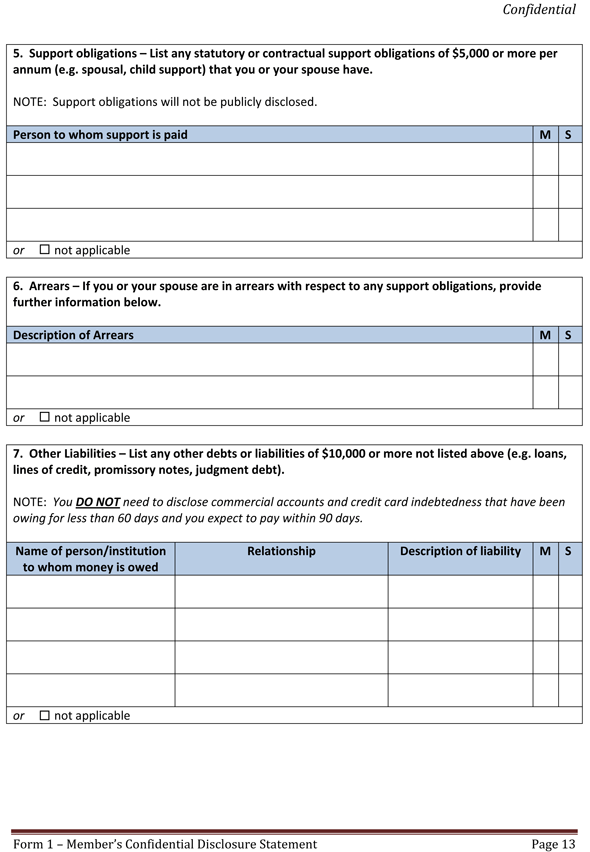 Confidential
5. Support obligations – List any statutory or contractual support obligations of $5,000 or more per
annum (e.g. spousal, child support) that you or your spouse have.
NOTE: Support obligations will not be publicly disclosed.
Person to whom support is paid M S
or ☐ not applicable
6. Arrears – If you or your spouse are in arrears with respect to any support obligations, provide
further information below.
Description of Arrears M S
or ☐ not applicable
7. Other Liabilities – List any other debts or liabilities of $10,000 or more not listed above (e.g. loans,
lines of credit, promissory notes, judgment debt).
NOTE: You DO NOT need to disclose commercial accounts and credit card indebtedness that have been
owing for less than 60 days and you expect to pay within 90 days.
Name of person/institution Relationship Description of liability M S
to whom money is owed
or ☐ not applicable
Form 1 – Member's Confidential Disclosure Statement Page 13